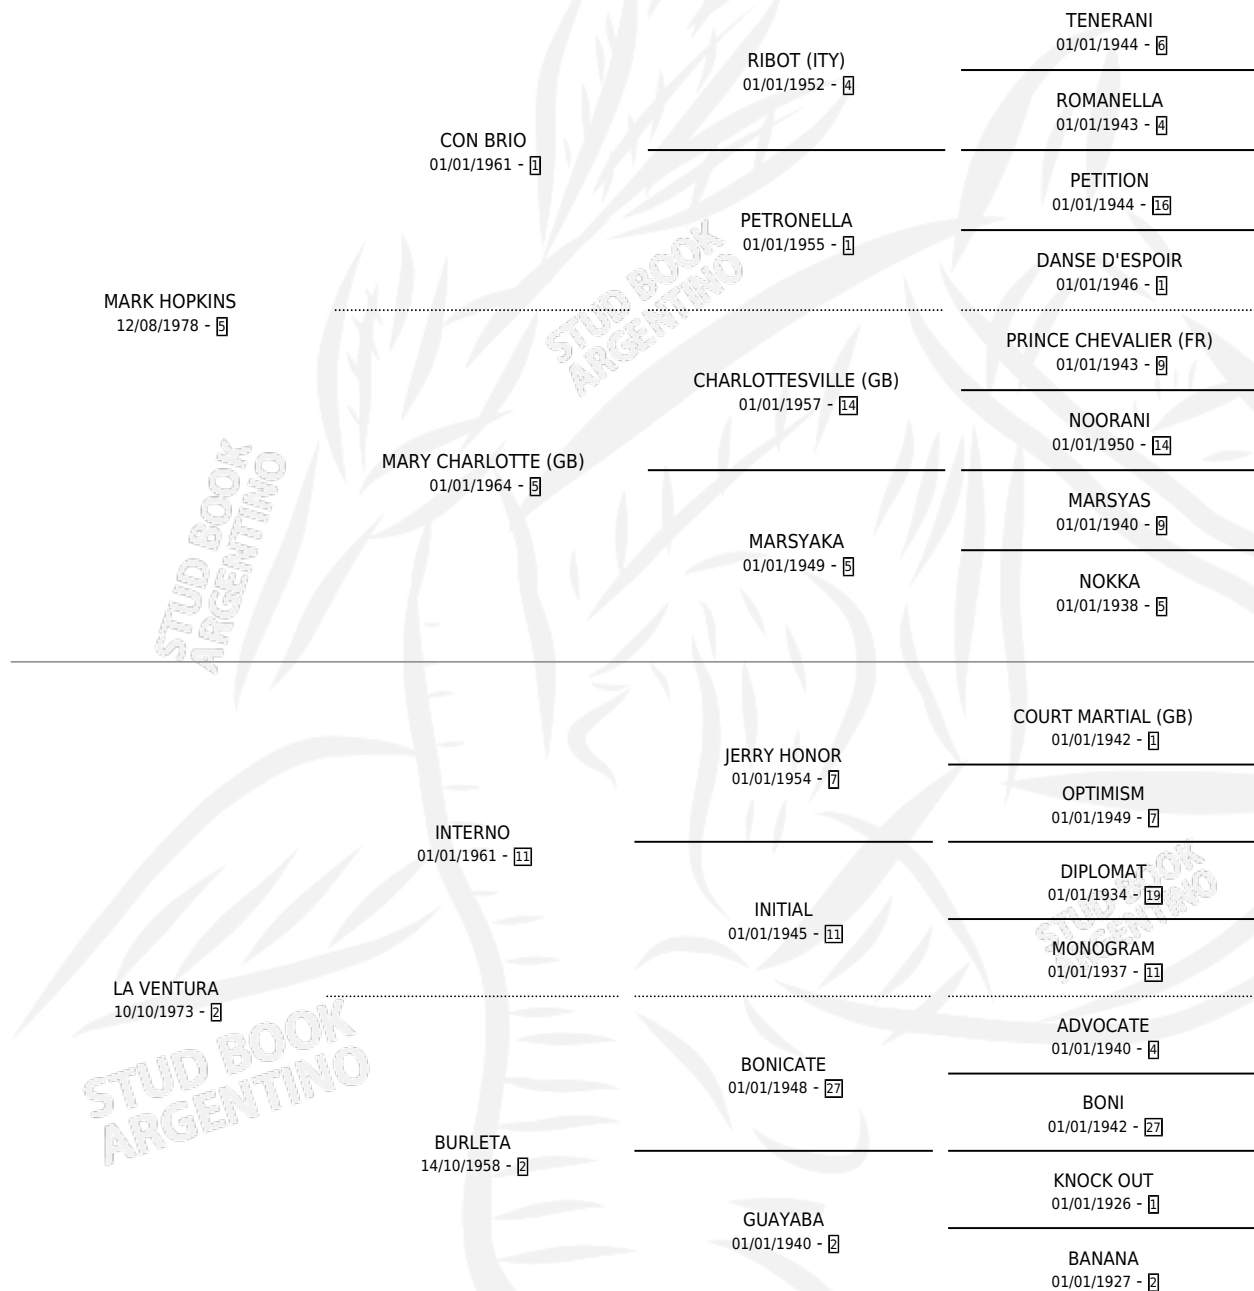 TENERANI
01/01/1944 - 6
RIBOT (ITY)
01/01/1952 - 4
ROMANELLA
01/01/1943 - 4
CON BRIO
01/01/1961 - 1
PETITION
01/01/1944 - 16
PETRONELLA
01/01/1955 - 1
DANSE D'ESPOIR
01/01/1946 - 1
MARK HOPKINS
12/08/1978 - 5
PRINCE CHEVALIER (FR)
01/01/1943 - 9
CHARLOTTESVILLE (GB)
01/01/1957 - 14
NOORANI
01/01/1950 - 14
MARY CHARLOTTE (GB)
01/01/1964 - 5
MARSYAS
01/01/1940 - 9
MARSYAKA
01/01/1949 - 5
NOKKA
01/01/1938 - 5
COURT MARTIAL (GB)
01/01/1942 - 1
JERRY HONOR
01/01/1954 - 7
OPTIMISM
01/01/1949 - 7
INTERNO
01/01/1961 - 11
DIPLOMAT
01/01/1934 - 19
INITIAL
01/01/1945 - 11
MONOGRAM
01/01/1937 - 11
LA VENTURA
10/10/1973 - 2
ADVOCATE
01/01/1940 - 4
BONICATE
01/01/1948 - 27
BONI
01/01/1942 - 27
BURLETA
14/10/1958 - 2
KNOCK OUT
01/01/1926 - 1
GUAYABA
01/01/1940 - 2
BANANA
01/01/1927 - 2
STUD BOOK
ARGENTINO
STUD BOOK
ARGENTINO
STUD BOOK
ARGENTINO
STUD BOOK
ARGENTINO